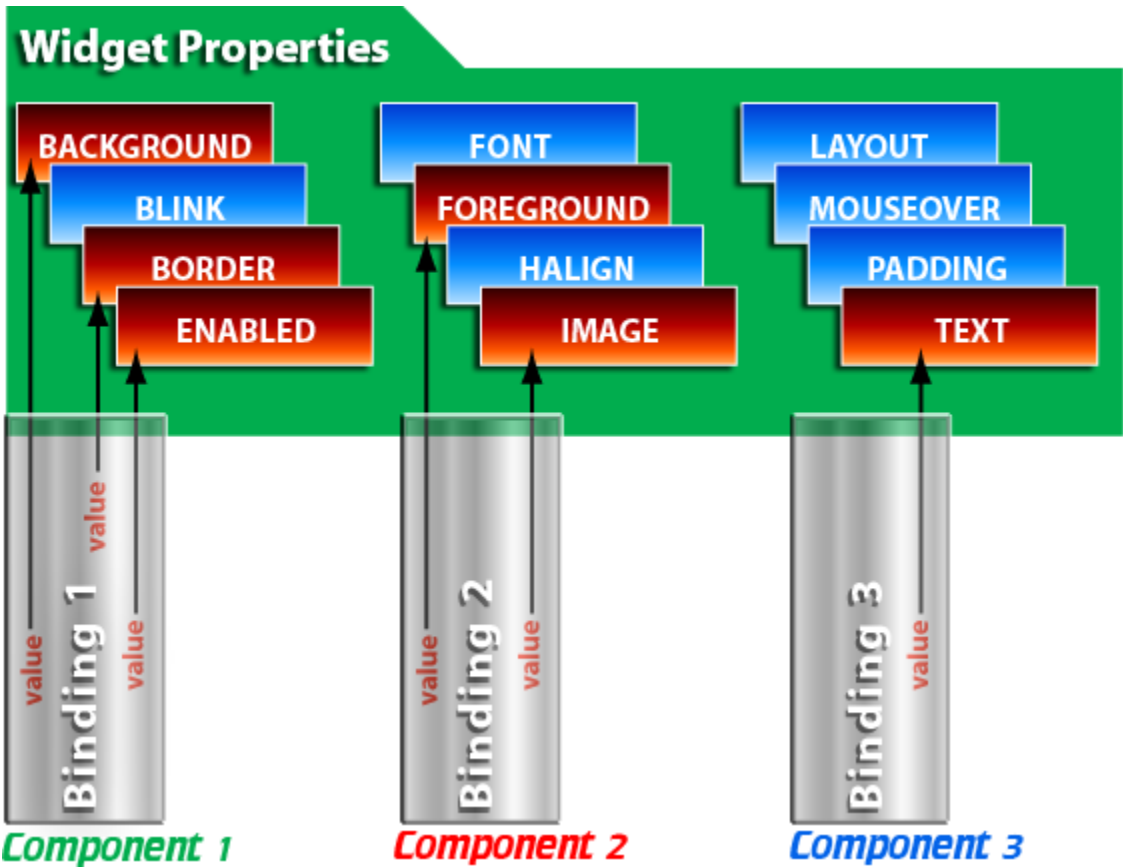 Widget Properties
BACKGROUND
BLINK
BORDER
ENABLED
FONT
FOREGROUND
HALIGN
IMAGE
LAYOUT
MOUSEOVER
PADDING
TEXT
value
Binding 1
value
value
value
Binding 2
value
Binding 3
value
Component 1
Component 2
Component 3